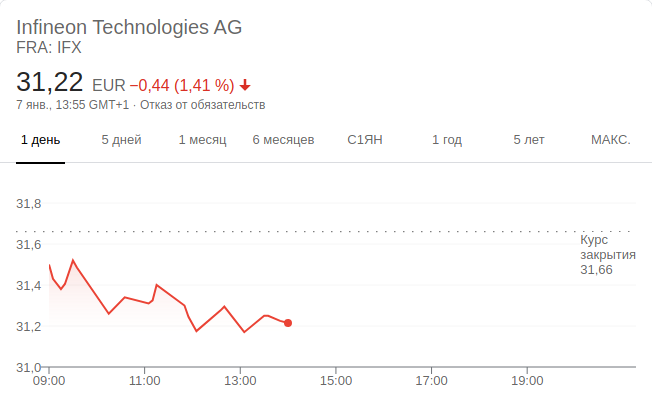 Infineon Technologies AG
FRA: IFX
31,22 EUR −0,44 (1,41 %)
7 янв., 13:55 GMT+1 · Отказ от обязательств
1 день 5 дней 1 месяц 6 месяцев С1ЯН 1 год 5 лет МАКС.
31,8
Курс
31,6
закрытия
31,66
31,4
31,2
31,0
09:00 11:00 13:00 15:00 17:00 19:00